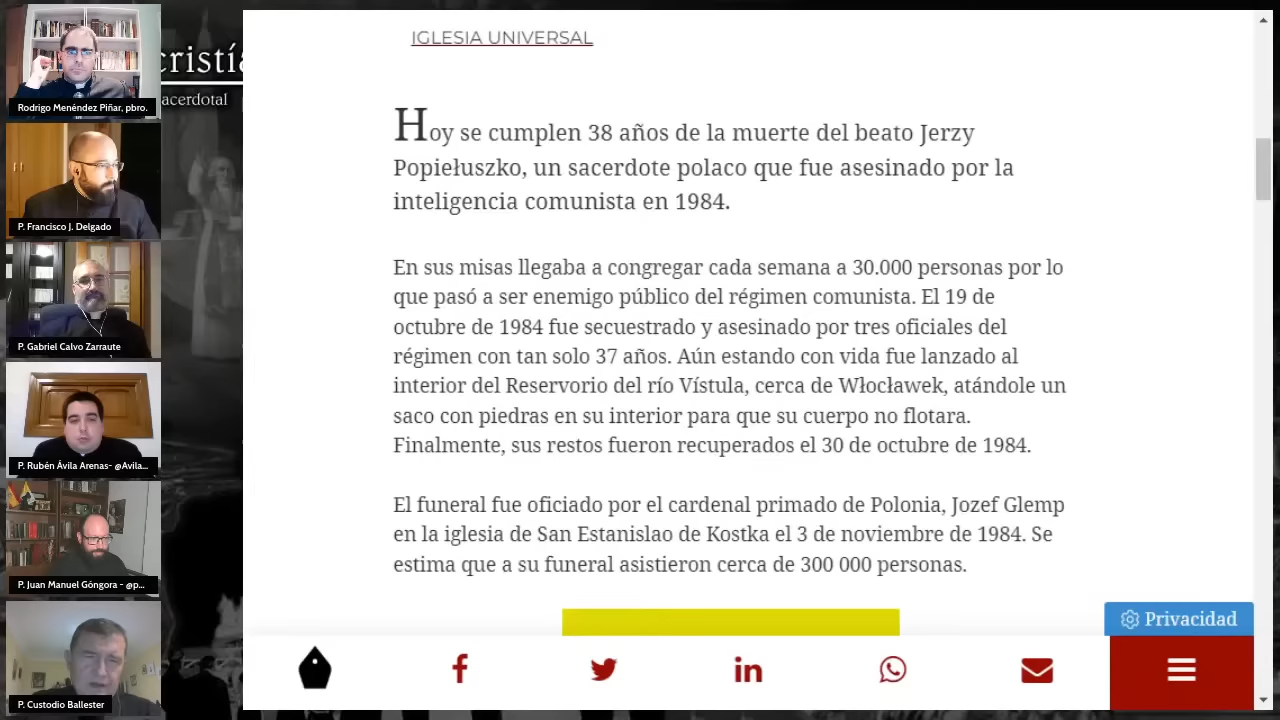 cristía
acerdotal
Rodrigo Menéndez Piñar, pbro.
P. Francisco J. Delgado
P. Gabriel Calvo Zarraute
P. Rubén Ávila Arenas- @Avila...
P. Juan Manuel Góngora - @p...
P. Custodio Ballester
IGLESIA UNIVERSAL
Hoy se cumplen 38 años de la muerte del beato Jerzy
Popiełuszko, un sacerdote polaco que fue asesinado por la
inteligencia comunista en 1984.
En sus misas llegaba a congregar cada semana a 30.000 personas por lo
que pasó a ser enemigo público del régimen comunista. El 19 de
octubre de 1984 fue secuestrado y asesinado por tres oficiales del
régimen con tan solo 37 años. Aún estando con vida fue lanzado al
interior del Reservorio del río Vístula, cerca de Włocławek, atándole un
saco con piedras en su interior para que su cuerpo no flotara.
Finalmente, sus restos fueron recuperados el 30 de octubre de 1984.
El funeral fue oficiado por el cardenal primado de Polonia, Jozef Glemp
en la iglesia de San Estanislao de Kostka el 3 de noviembre de 1984. Se
estima que a su funeral asistieron cerca de 300 000 personas.
Privacidad